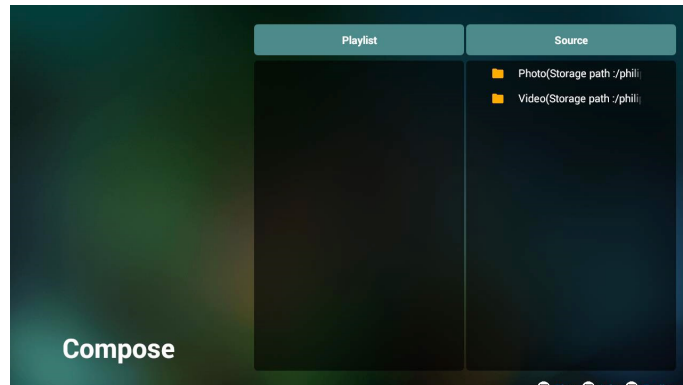 Playlist
Source
Photo(Storage path :/phili
Video(Storage path :/phili
Compose